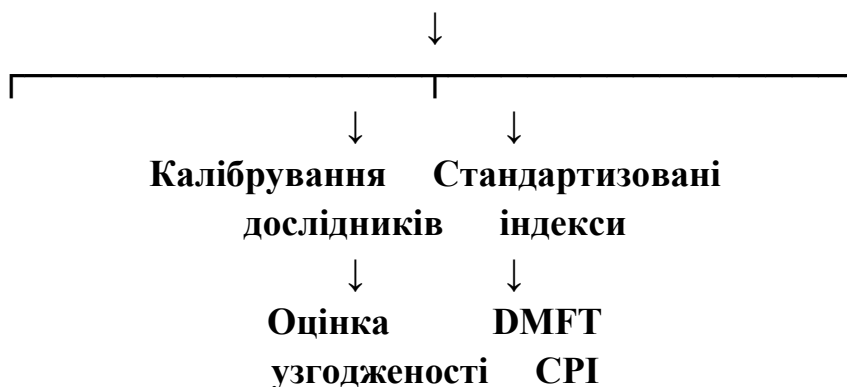 ↓
↓ ↓
Калібрування Стандартизовані
дослідників індекси
↓ ↓
Оцінка DMFT
узгодженості CPI